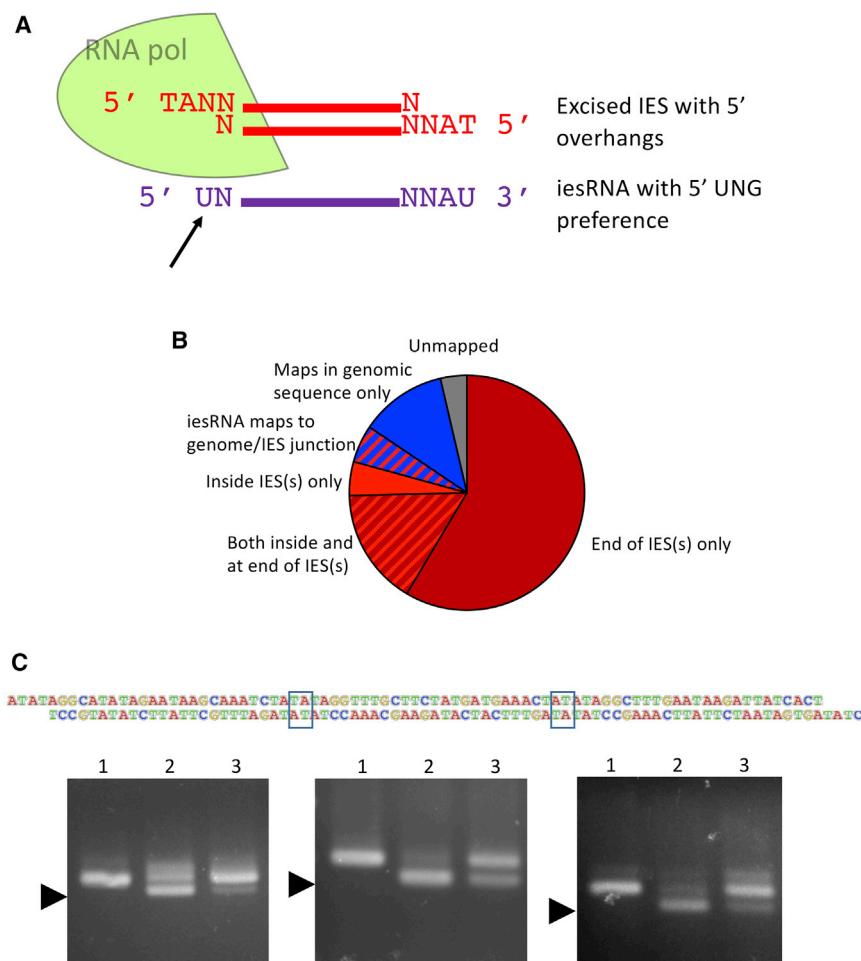 A
RNA pol
5’ TANN N
N NNAT 5’
Excised IES with 5’
overhangs
5’ UN NNAU 3’
iesRNA with 5’ UNG
preference
B
Unmapped
Maps in genomic
sequence only
iesRNA maps to
genome/IES junction
Inside IES(s) only
Both inside and
at end of IES(s)
End of IES(s) only
C
ATATAGGCATATAGAATAAGCAAATCTATATAGGTTTGCTTCTATGATGAAACTATATAGGCTTTGAATAAGATTATCACT
TCCGTATATCTTATTCGTTTAGATATATCCAAACGAAGATACTACTTTGATATATCCGAAACTTATTCTAATAGTGATATC
1 2 3
1 2 3
1 2 3